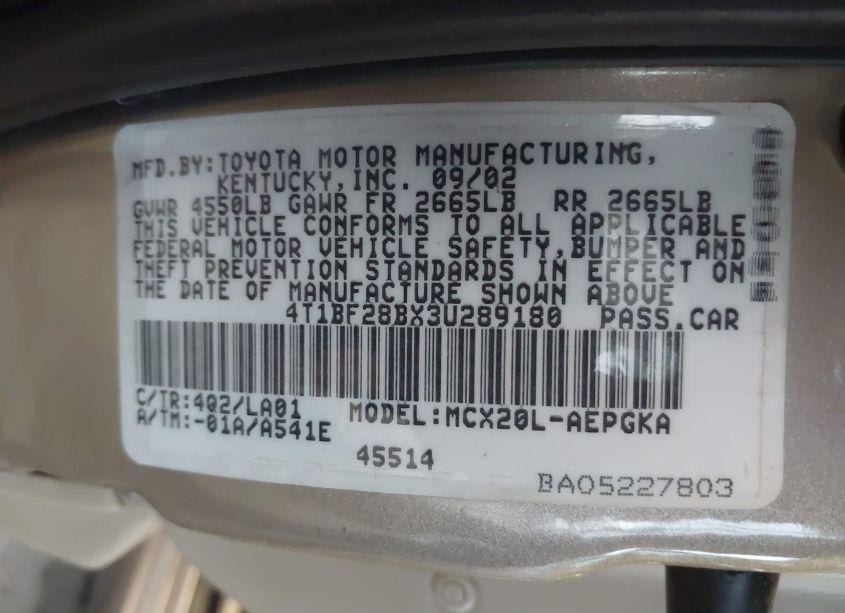 MFD.BY:TOYOTA MOTOR MANUFACTURING,
KENTUCKY,INC. 09/02
GVWR 4550LB GAWR FR 2665LB RR 2665LB
THIS VEHICLE CONFORMS TO ALL APPLICABLE
FEDERAL MOTOR VEHICLE SAFETY,BUMPER AND
THEFT PREVENTION STANDARDS IN EFFECT ON
THE DATE OF MANUFACTURE SHOWN ABOVE
4T1BF28BX3U289180 PASS.CAR
C/TR:402/LA01 MODEL:MCX20L-AEPGKA
A/TM:-01A/A541E
45514
BA05227803